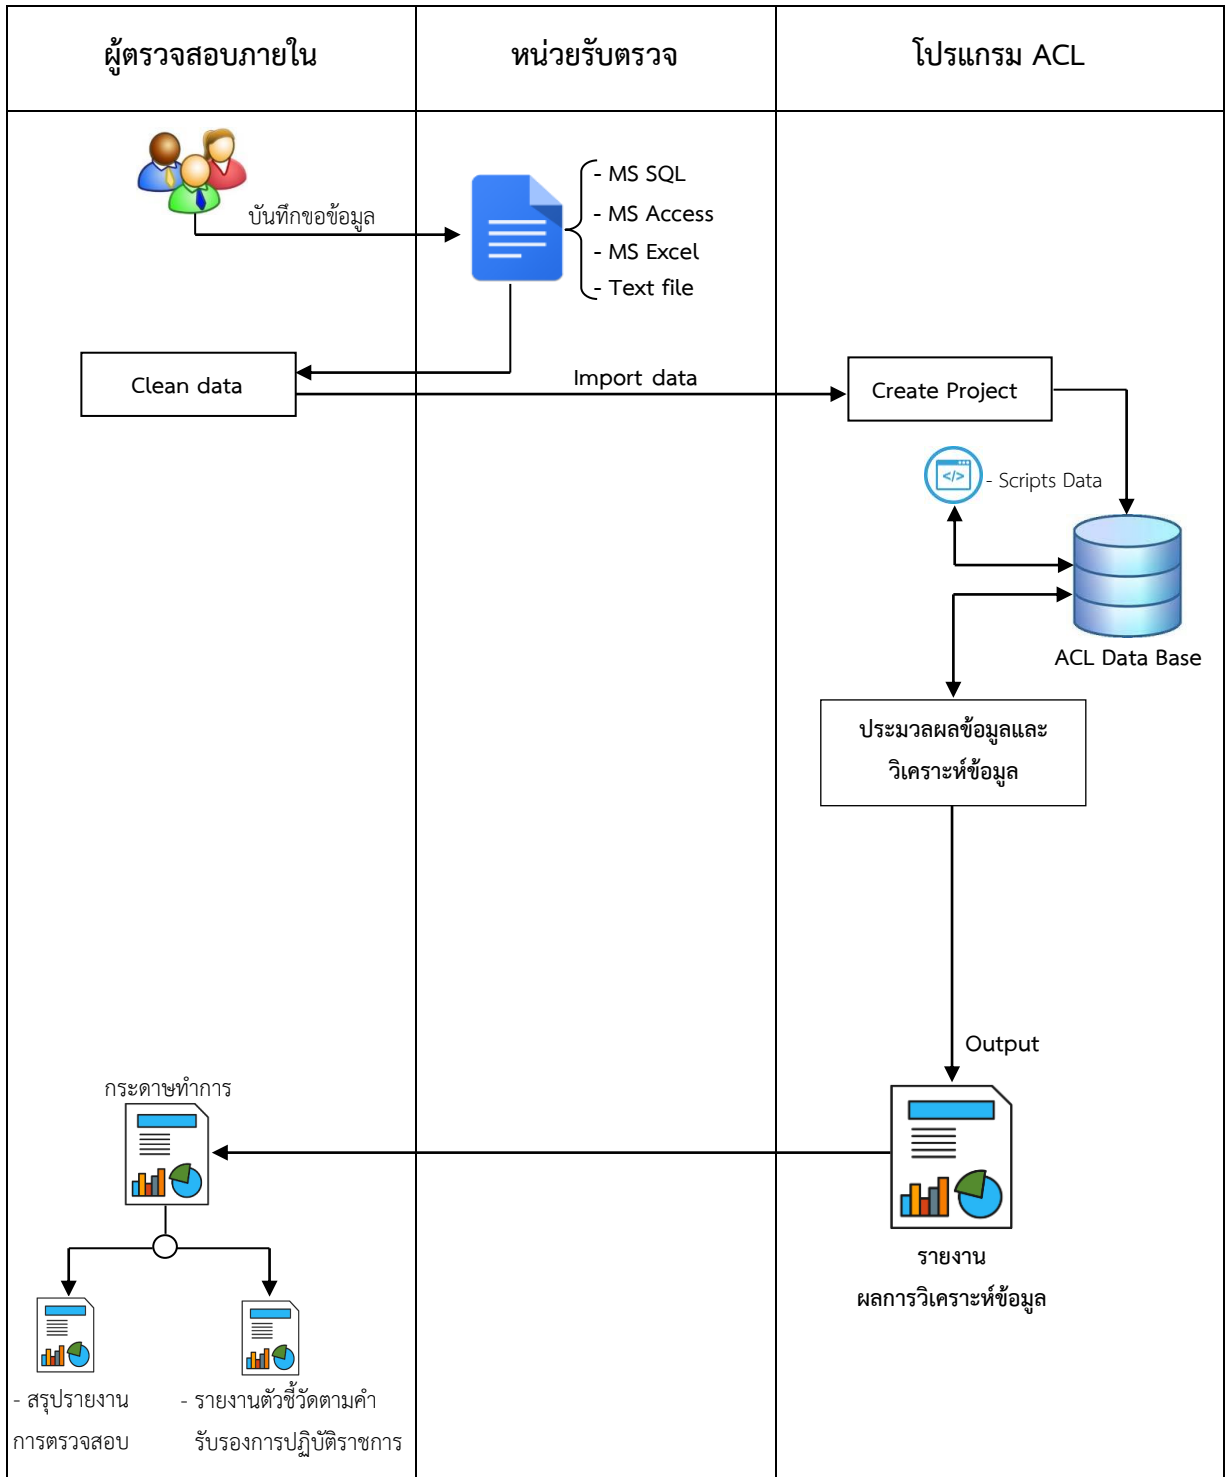 ผู้ตรวจสอบภายใน
หน่วยรับตรวจ
โปรแกรม ACL
บันทึกขอข้อมูล
- MS SQL
- MS Access
- MS Excel
- Text file
Clean data
Import data
Create Project
</>
- Scripts Data
ACL Data Base
ประมวลผลข้อมูลและ
วิเคราะห์ข้อมูล
Output
กระดาษทำการ
รายงาน
ผลการวิเคราะห์ข้อมูล
- สรุปรายงาน
การตรวจสอบ
- รายงานตัวชี้วัดตามคำ
รับรองการปฏิบัติราชการ